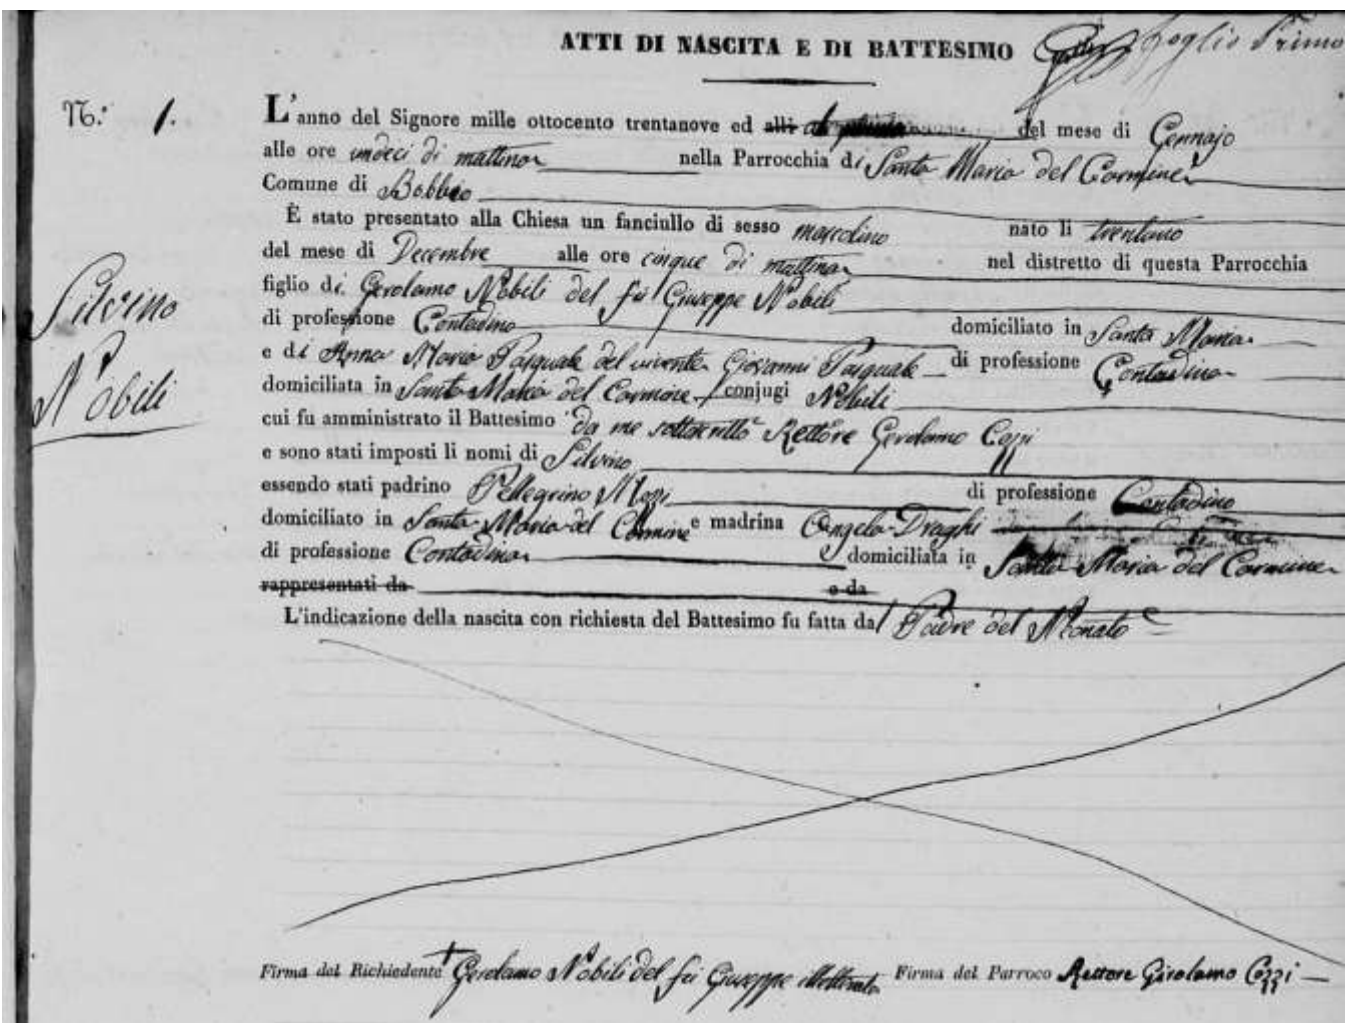 ATTI DI NASCITA E DI BATTESIMO Foglio Primo
N.° 1.
L'anno del Signore mille ottocento trentanove ed alli del mese di Gennajo
alle ore undeci di mattina nella Parrocchia di Santa Maria del Carmine
Comune di Bobbio
È stato presentato alla Chiesa un fanciullo di sesso mascolino nato li trentuno
del mese di Decembre alle ore cinque di mattina nel distretto di questa Parrocchia
Silvino
figlio di Gerolamo Nobili del fu Giuseppe Nobili
di professione Contadino domiciliato in Santa Maria
e di Anna Maria Pasquale del vivente Giovanni Pasquale di professione Contadina
Nobili
domiciliata in Santa Maria del Carmine conjugi Nobili
cui fu amministrato il Battesimo da me sottoscritto Rettore Gerolamo Cozzi
e sono stati imposti li nomi di Silvino
essendo stati padrino Pellegrino Mozzi di professione Contadino
domiciliato in Santa Maria del Carmine e madrina Angela Draghi
di professione Contadina domiciliata in Santa Maria del Carmine
rappresentati da e da
L'indicazione della nascita con richiesta del Battesimo fu fatta dal Padre del Neonato
Firma del Richiedente + Gerolamo Nobili del fu Giuseppe illetterato Firma del Parroco Rettore Girolamo Cozzi